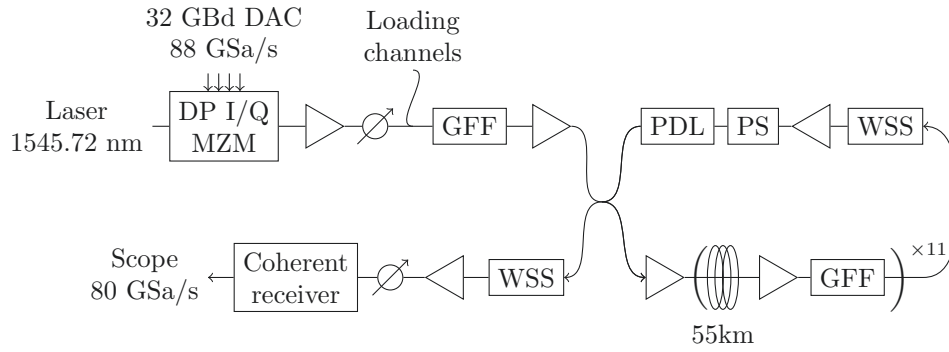 32 GBd DAC
88 GSa/s
Loading
channels
Laser
1545.72 nm
DP I/Q
MZM
GFF
PDL
PS
WSS
Scope
80 GSa/s
Coherent
receiver
WSS
GFF
×11
55km